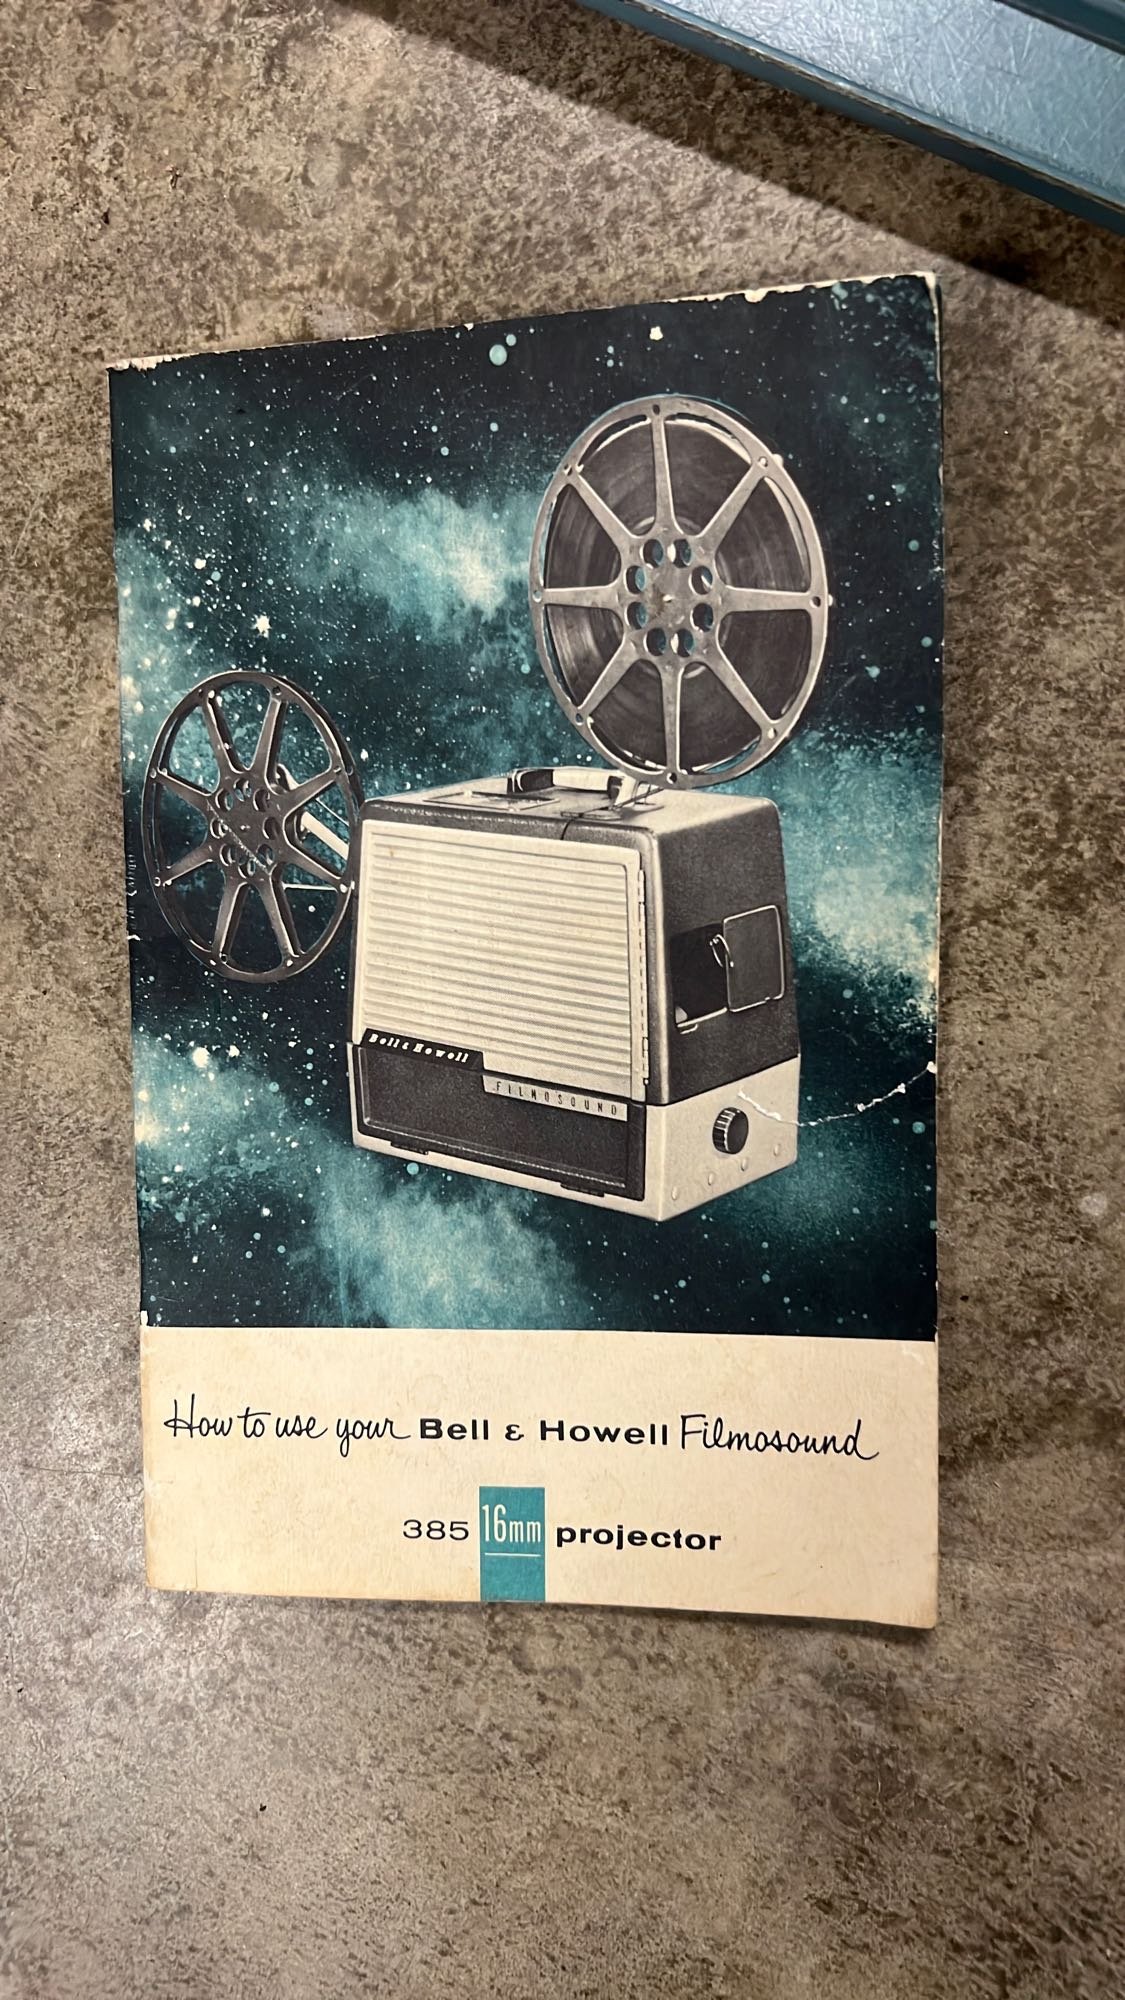 Bell & Howell
FILMOSOUND
How to use your Bell & Howell Filmosound
385 16mm projector